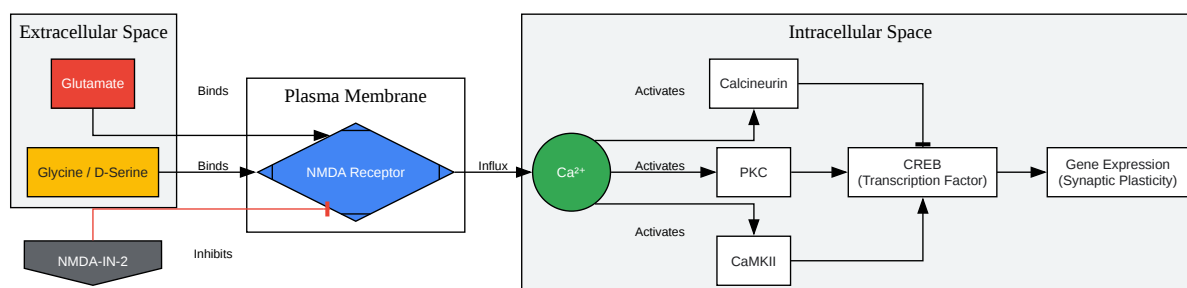 Extracellular Space
Glutamate
Glycine / D-Serine
NMDA-IN-2
Binds
Binds
Inhibits
Plasma Membrane
NMDA Receptor
Influx
Intracellular Space
Ca²⁺
Activates
Activates
Activates
Calcineurin
PKC
CaMKII
CREB
(Transcription Factor)
Gene Expression
(Synaptic Plasticity)